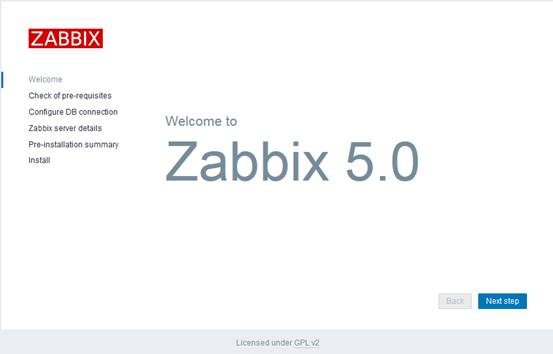 ZABBIX
Welcome
Check of pre-requisites
Configure DB connection
Zabbix server details
Pre-installation summary
Install
Welcome to
Zabbix 5.0
Back
Next step
Licensed under GPL v2